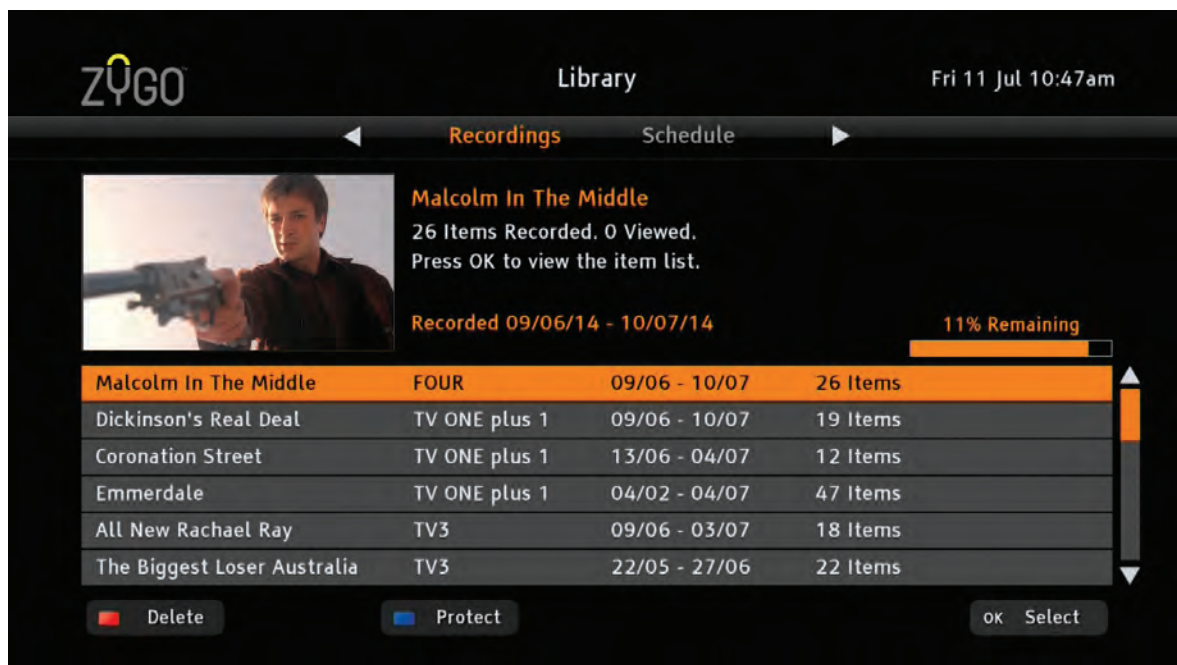 ZYGO™
Library
Fri 11 Jul 10:47am
Recordings Schedule
Malcolm In The Middle
26 Items Recorded. 0 Viewed.
Press OK to view the item list.
Recorded 09/06/14 - 10/07/14
11% Remaining
Malcolm In The Middle FOUR 09/06 - 10/07 26 Items
Dickinson's Real Deal TV ONE plus 1 09/06 - 10/07 19 Items
Coronation Street TV ONE plus 1 13/06 - 04/07 12 Items
Emmerdale TV ONE plus 1 04/02 - 04/07 47 Items
All New Rachael Ray TV3 09/06 - 03/07 18 Items
The Biggest Loser Australia TV3 22/05 - 27/06 22 Items
Delete Protect OK Select